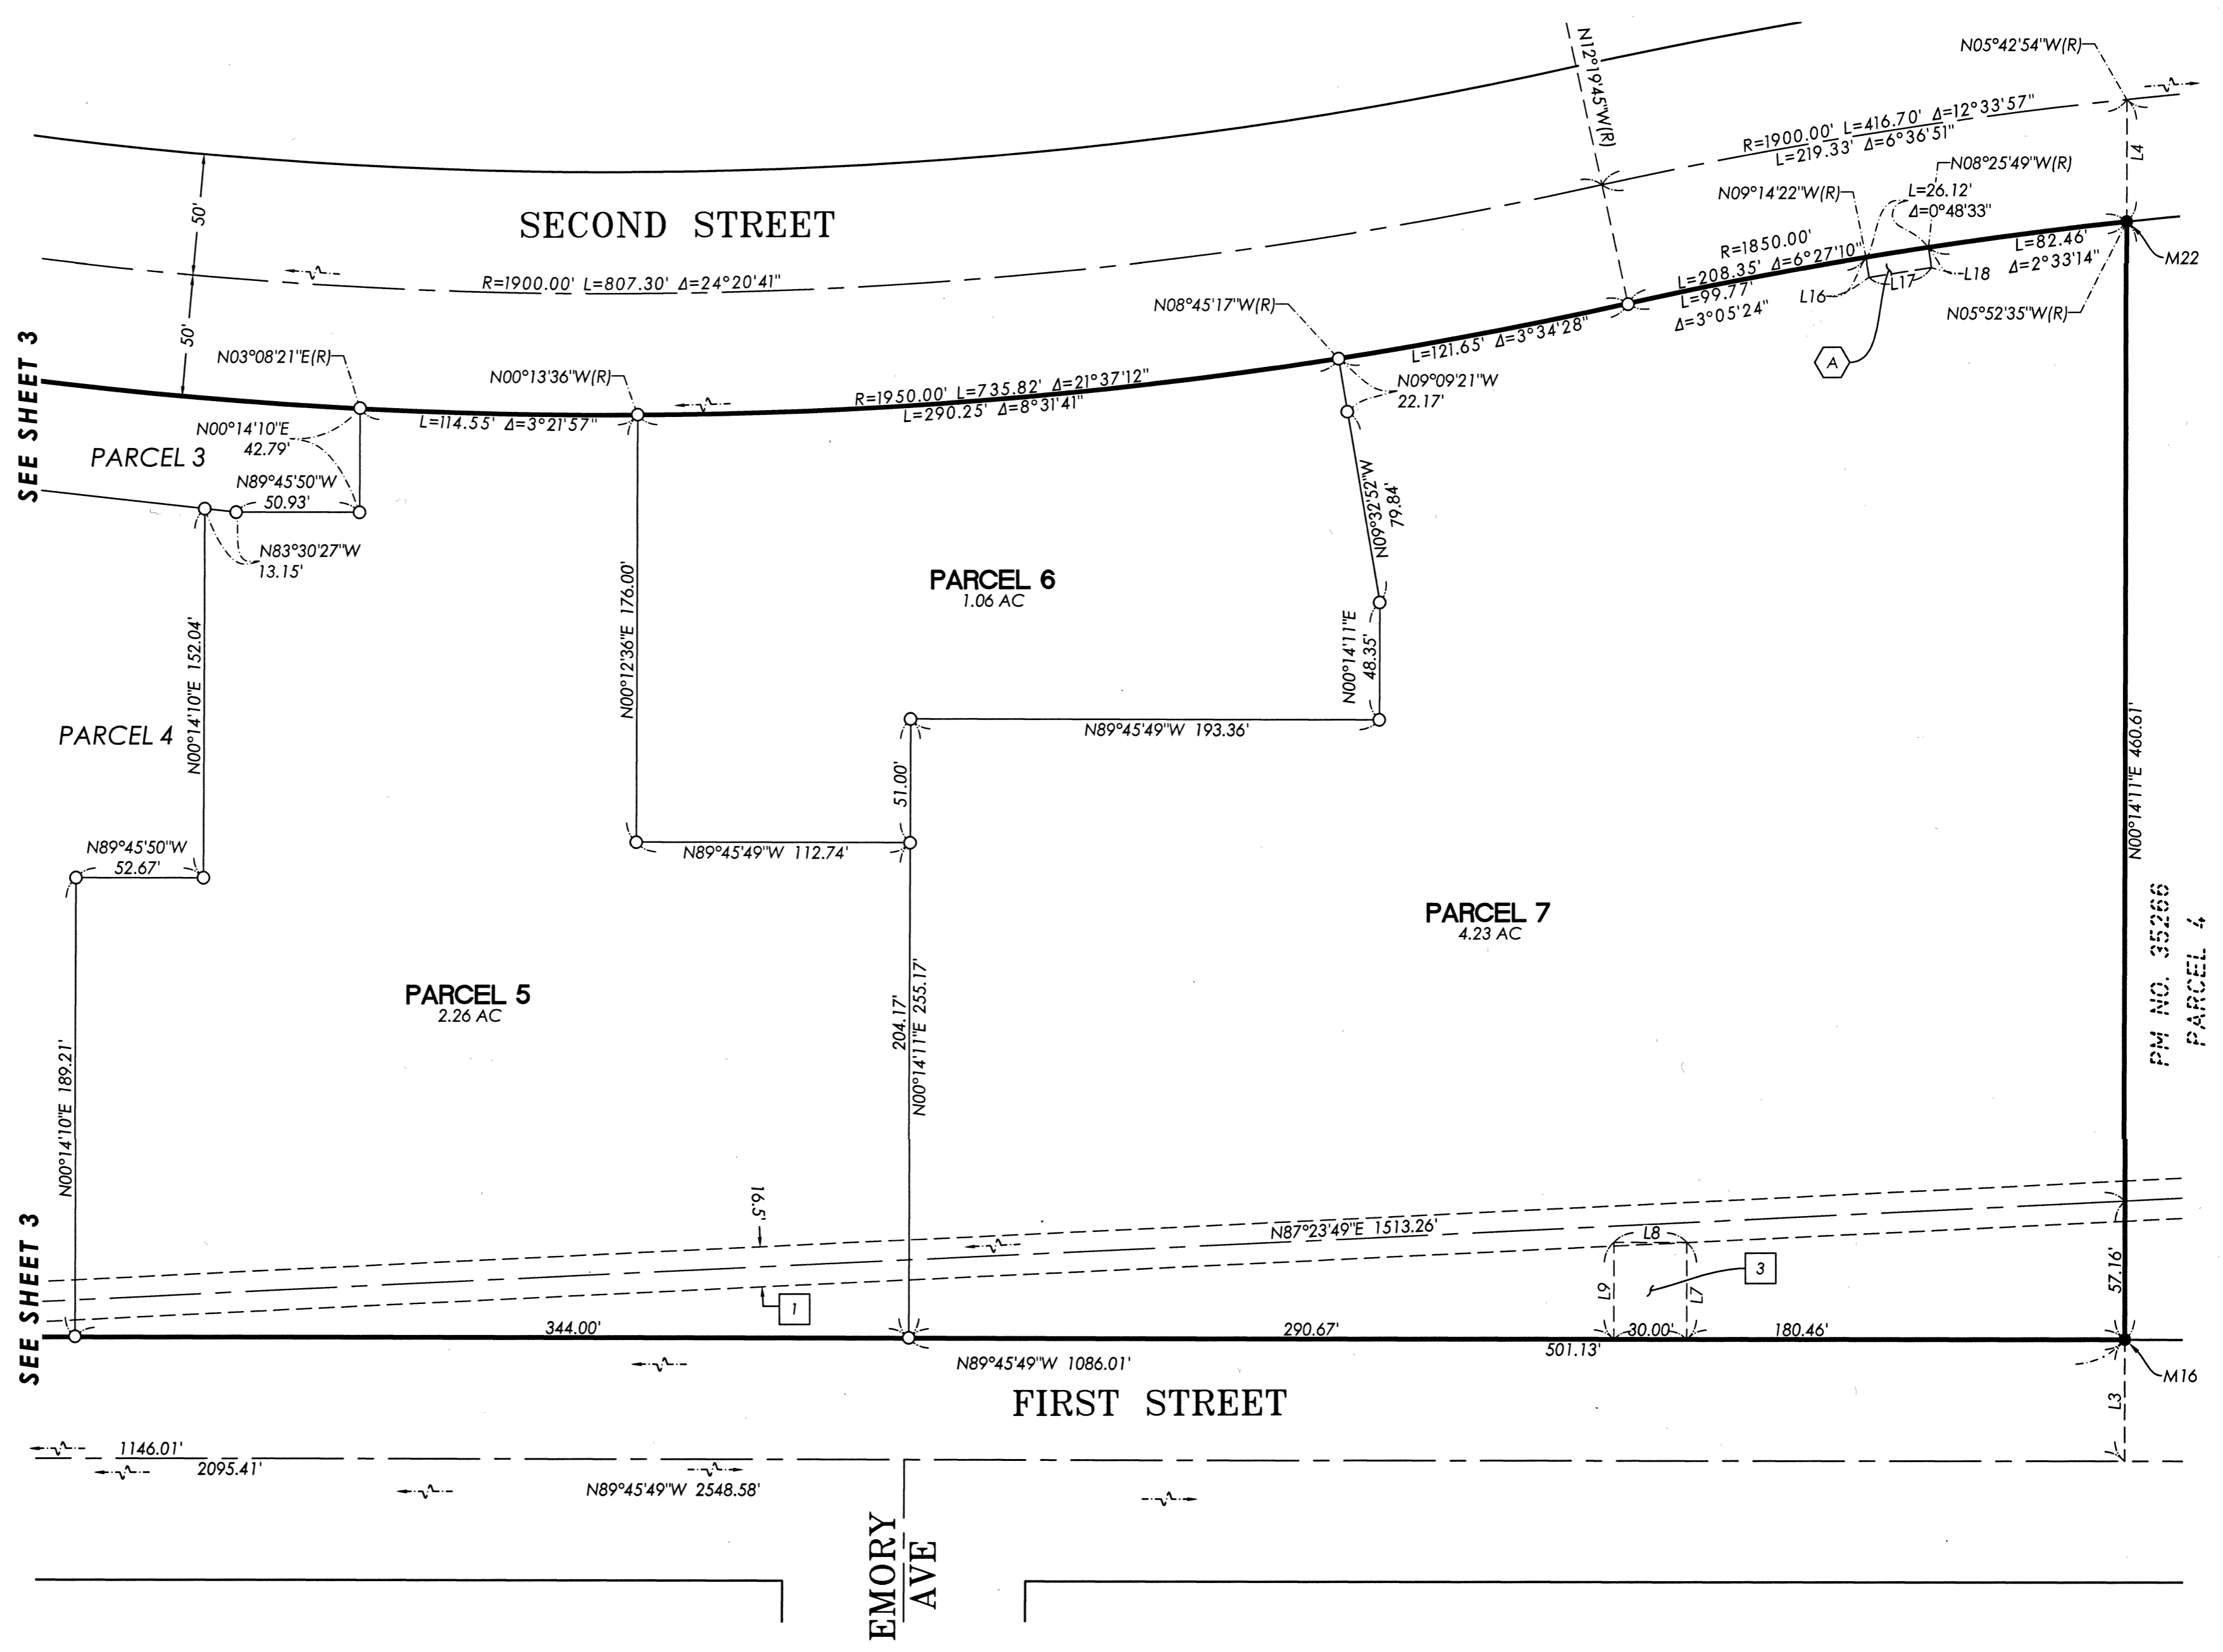 N05°42'54"W(R)
N12°19'45"W(R)
R=1900.00' L=416.70' Δ=12°33'57"
L=219.33' Δ=6°36'51"
L4
N08°25'49"W(R)
N09°14'22"W(R)
L=26.12'
Δ=0°48'33"
50'
SECOND STREET
R=1850.00'
L=208.35' Δ=6°27'10"
L=82.46'
Δ=2°33'14"
M22
L16
L17
L18
R=1900.00' L=807.30' Δ=24°20'41"
N08°45'17"W(R)
L=99.77'
Δ=3°05'24"
N05°52'35"W(R)
50'
L=121.65' Δ=3°34'28"
A
SEE SHEET 3
N03°08'21"E(R)
N00°13'36"W(R)
R=1950.00' L=735.82' Δ=21°37'12"
L=290.25' Δ=8°31'41"
N09°09'21"W
22.17'
L=114.55' Δ=3°21'57"
N00°14'10"E
42.79'
PARCEL 3
N89°45'50"W
50.93'
N09°32'52"W
79.84'
N83°30'27"W
13.15'
PARCEL 6
1.06 AC
N00°12'36"E 176.00'
N00°14'11"E
48.35'
N00°14'10"E 152.04'
PARCEL 4
N89°45'49"W 193.36'
51.00'
N00°14'11"E 460.61'
N89°45'50"W
52.67'
N89°45'49"W 112.74'
PARCEL 7
4.23 AC
PM NO. 35266
PARCEL 4
PARCEL 5
2.26 AC
204.17'
N00°14'11"E 255.17'
N00°14'10"E 189.21'
16.5'
N87°23'49"E 1513.26'
L8
L9
L7
3
57.16'
SEE SHEET 3
1
344.00'
290.67'
30.00'
180.46'
501.13'
N89°45'49"W 1086.01'
M16
FIRST STREET
L3
1146.01'
2095.41'
N89°45'49"W 2548.58'
EMORY
AVE